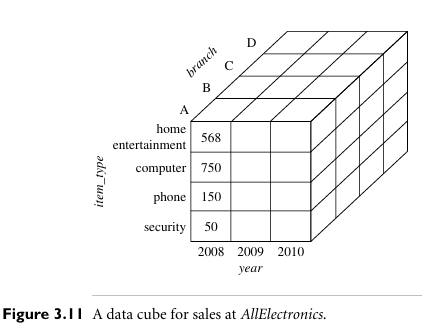 D
C
branch
B
A
home
entertainment 568
computer 750
phone 150
security 50
item_type
2008 2009 2010
year
Figure 3.11 A data cube for sales at AllElectronics.